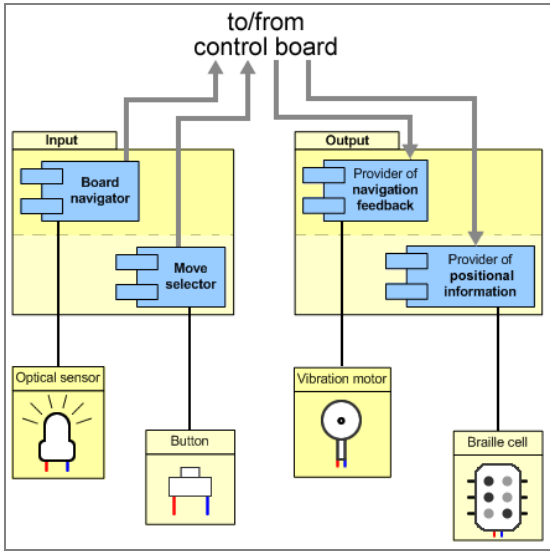 to/from
control board
Input
Output
Board
navigator
Provider of
navigation
feedback
Move
selector
Provider of
positional
information
Optical sensor
Vibration motor
Button
Braille cell